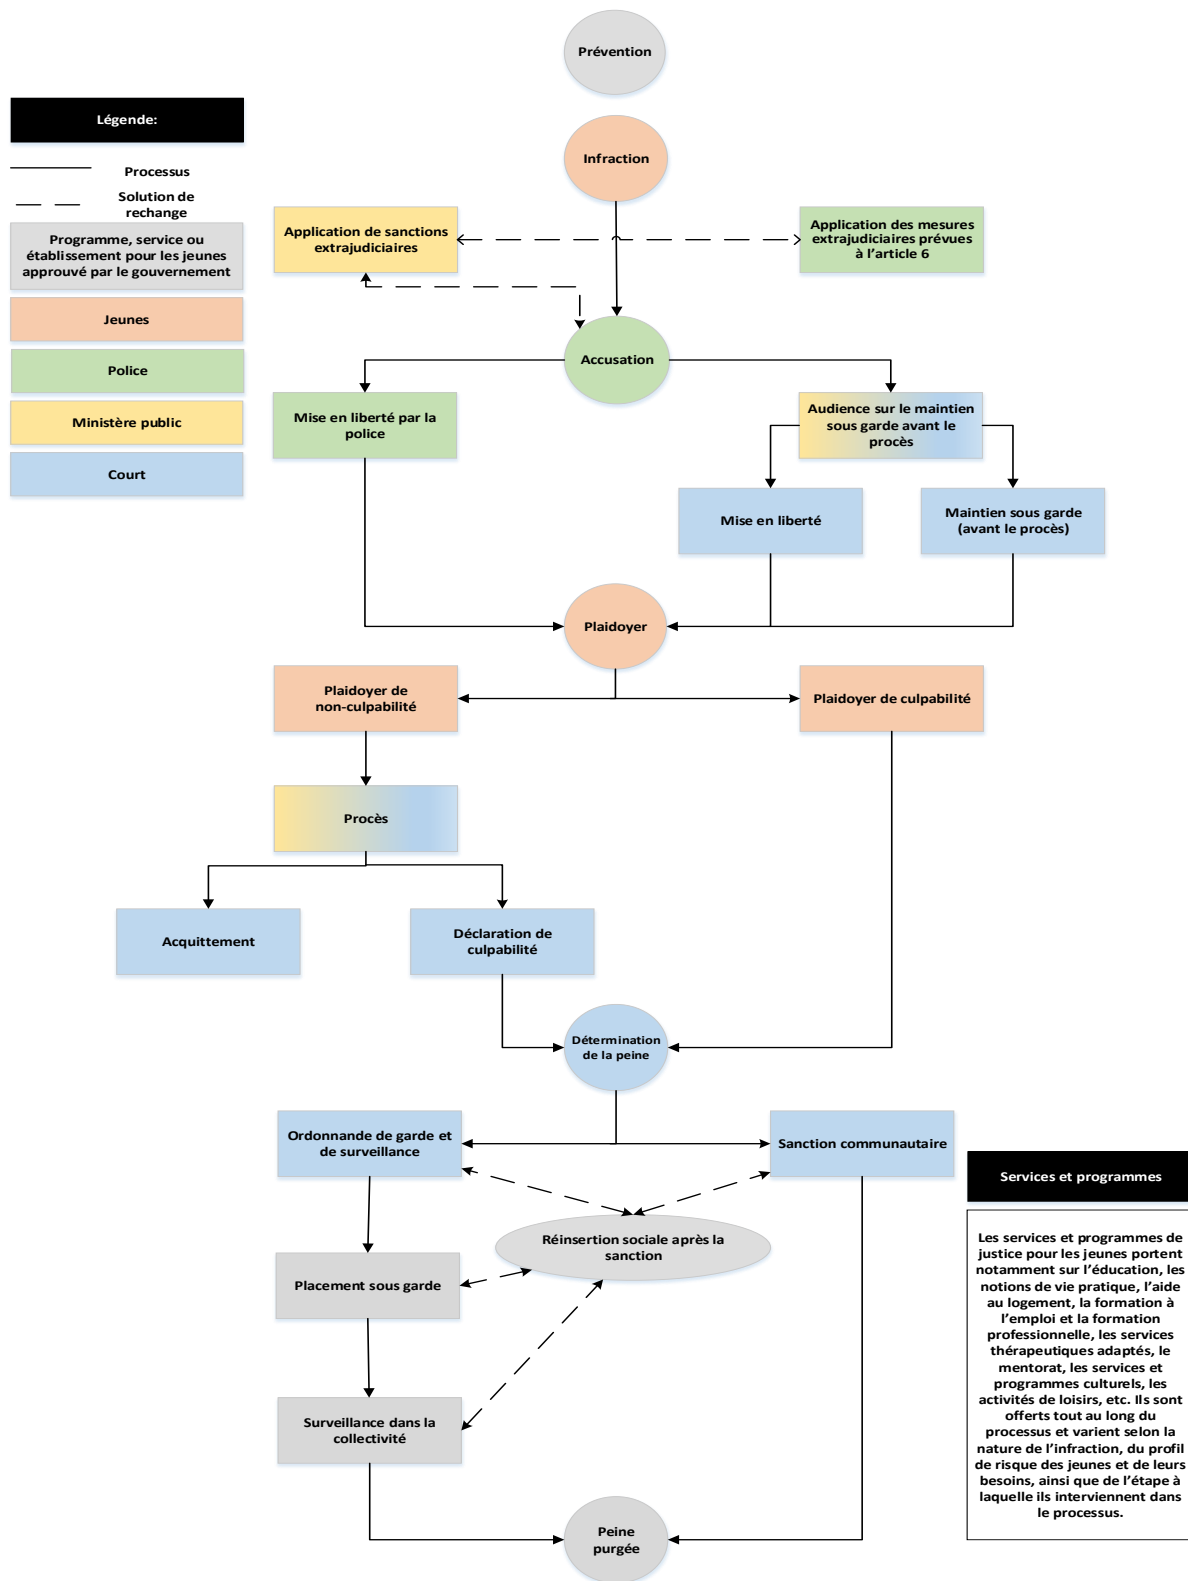 Prévention
Légende:
Processus
Solution de
rechange
Programme, service ou
établissement pour les jeunes
approuvé par le gouvernement
Jeunes
Police
Ministère public
Court
Infraction
Application de sanctions
extrajudiciaires
Application des mesures
extrajudiciaires prévues
à l’article 6
Accusation
Mise en liberté par la
police
Audience sur le maintien
sous garde avant le
procès
Mise en liberté
Maintien sous garde
(avant le procès)
Plaidoyer
Plaidoyer de
non-culpabilité
Plaidoyer de culpabilité
Procès
Acquittement
Déclaration de
culpabilité
Détermination
de la peine
Ordonnande de garde et
de surveillance
Sanction communautaire
Réinsertion sociale après la
sanction
Placement sous garde
Surveillance dans la
collectivité
Peine
purgée
Services et programmes
Les services et programmes de
justice pour les jeunes portent
notamment sur l’éducation, les
notions de vie pratique, l’aide
au logement, la formation à
l’emploi et la formation
professionnelle, les services
thérapeutiques adaptés, le
mentorat, les services et
programmes culturels, les
activités de loisirs, etc. Ils sont
offerts tout au long du
processus et varient selon la
nature de l’infraction, du profil
de risque des jeunes et de leurs
besoins, ainsi que de l’étape à
laquelle ils interviennent dans
le processus.